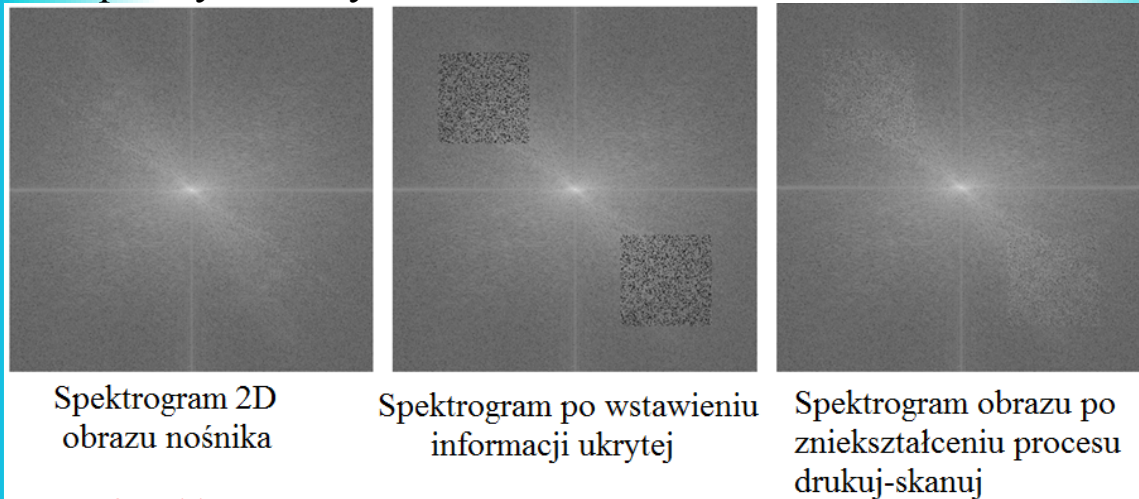 Spektrogram 2D
obrazu nośnika
Spektrogram po wstawieniu
informacji ukrytej
Spektrogram obrazu po
zniekształceniu procesu
drukuj-skanuj